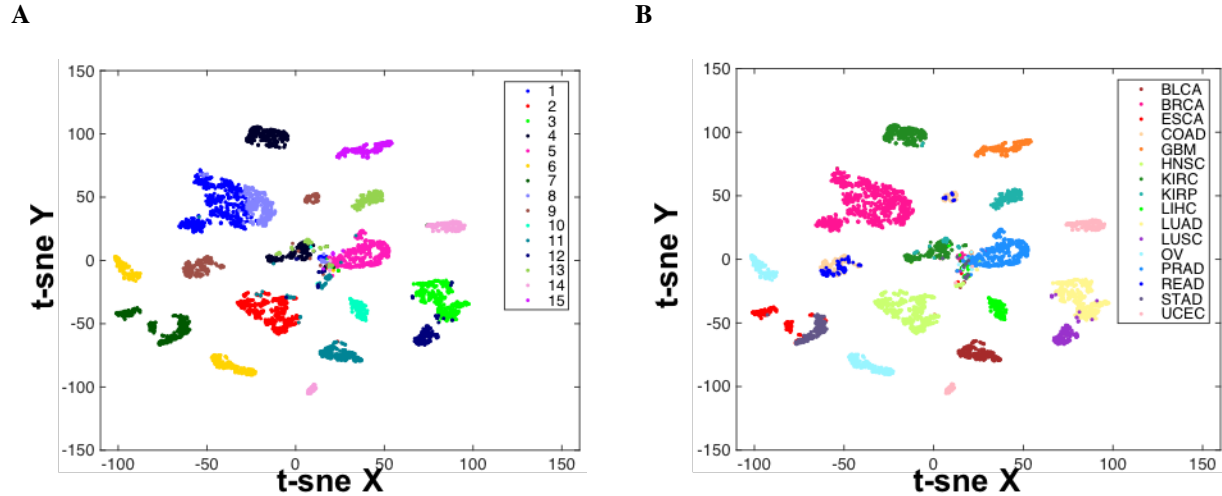 A
B
150
100
50
0
-50
-100
-150
-100
-50
0
50
100
150
t-sne X
t-sne Y
1
2
3
4
5
6
7
8
9
10
11
12
13
14
15
150
100
50
0
-50
-100
-150
-100
-50
0
50
100
150
t-sne X
t-sne Y
BLCA
BRCA
ESCA
COAD
GBM
HNSC
KIRC
KIRP
LIHC
LUAD
LUSC
OV
PRAD
READ
STAD
UCEC